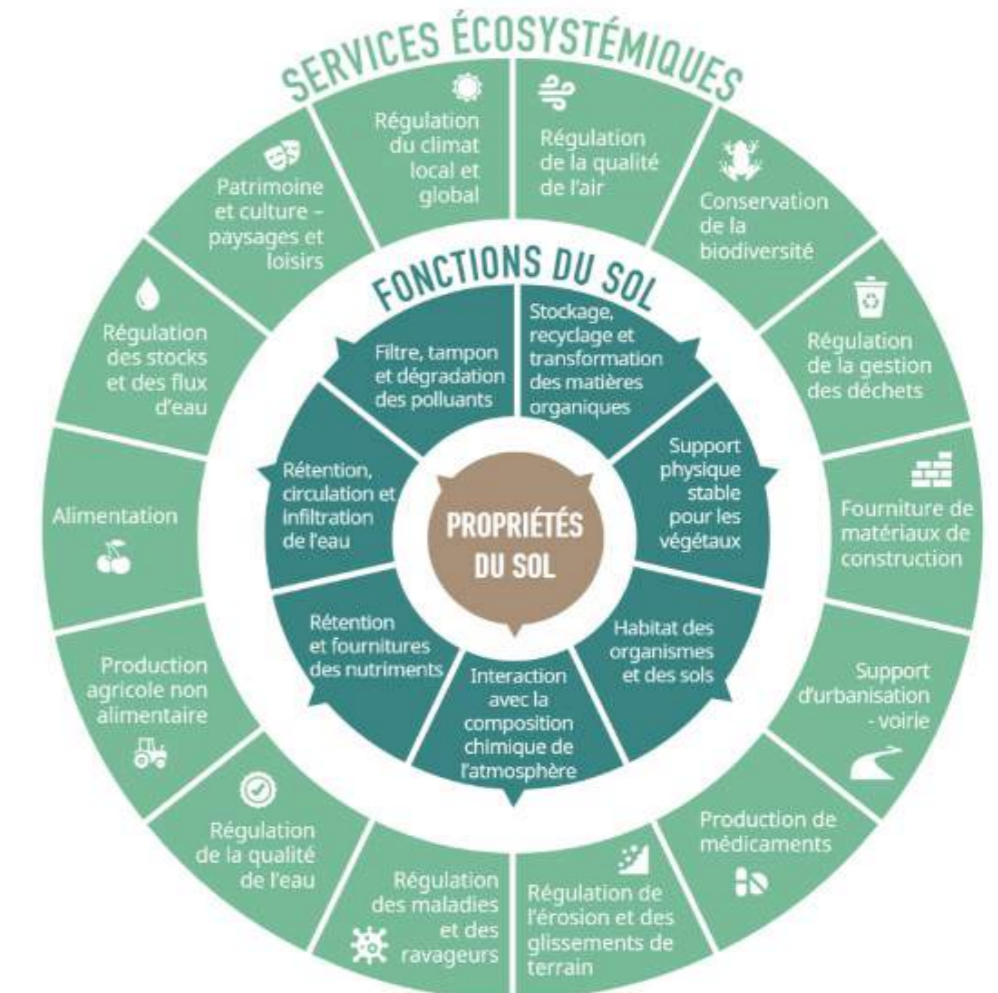 SERVICES ÉCOSYSTÉMIQUES
Régulation
du climat
local et
global
Régulation
de la qualité
de l'air
Conservation
de la
biodiversité
Régulation
de la gestion
des déchets
Fourniture de
matériaux de
construction
Support
d'urbanisation
- voirie
Production de
médicaments
Régulation de
l'érosion et des
glissements de
terrain
Régulation
des maladies
et des
ravageurs
Régulation
de la qualité
de l'eau
Production
agricole non
alimentaire
Alimentation
Régulation
des stocks
et des flux
d'eau
Patrimoine
et culture –
paysages et
loisirs
FONCTIONS DU SOL
Stockage,
recyclage et
transformation
des matières
organiques
Support
physique
stable
pour les
végétaux
Habitat des
organismes
et des sols
Interaction
avec la
composition
chimique de
l'atmosphère
Rétention
et fournitures
des nutriments
Rétention,
circulation et
infiltration
de l'eau
Filtre, tampon
et dégradation
des polluants
PROPRIÉTÉS
DU SOL